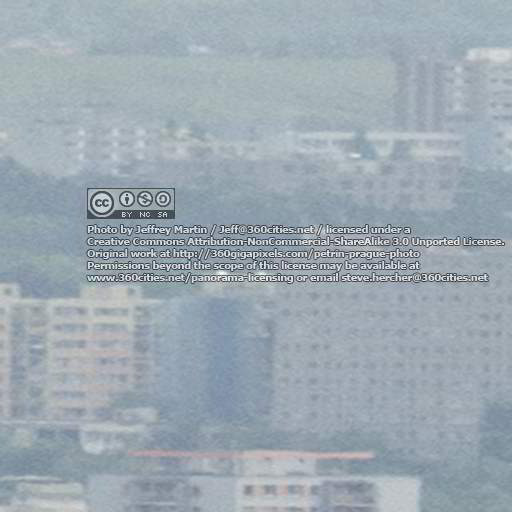 cc
BY NC SA
Photo by Jeffrey Martin / Jeff@360cities.net / licensed under a
Creative Commons Attribution-NonCommercial-ShareAlike 3.0 Unported License.
Original work at http://360gigapixels.com/petrin-prague-photo
Permissions beyond the scope of this license may be available at
www.360cities.net/panorama-licensing or email steve.hercher@360cities.net